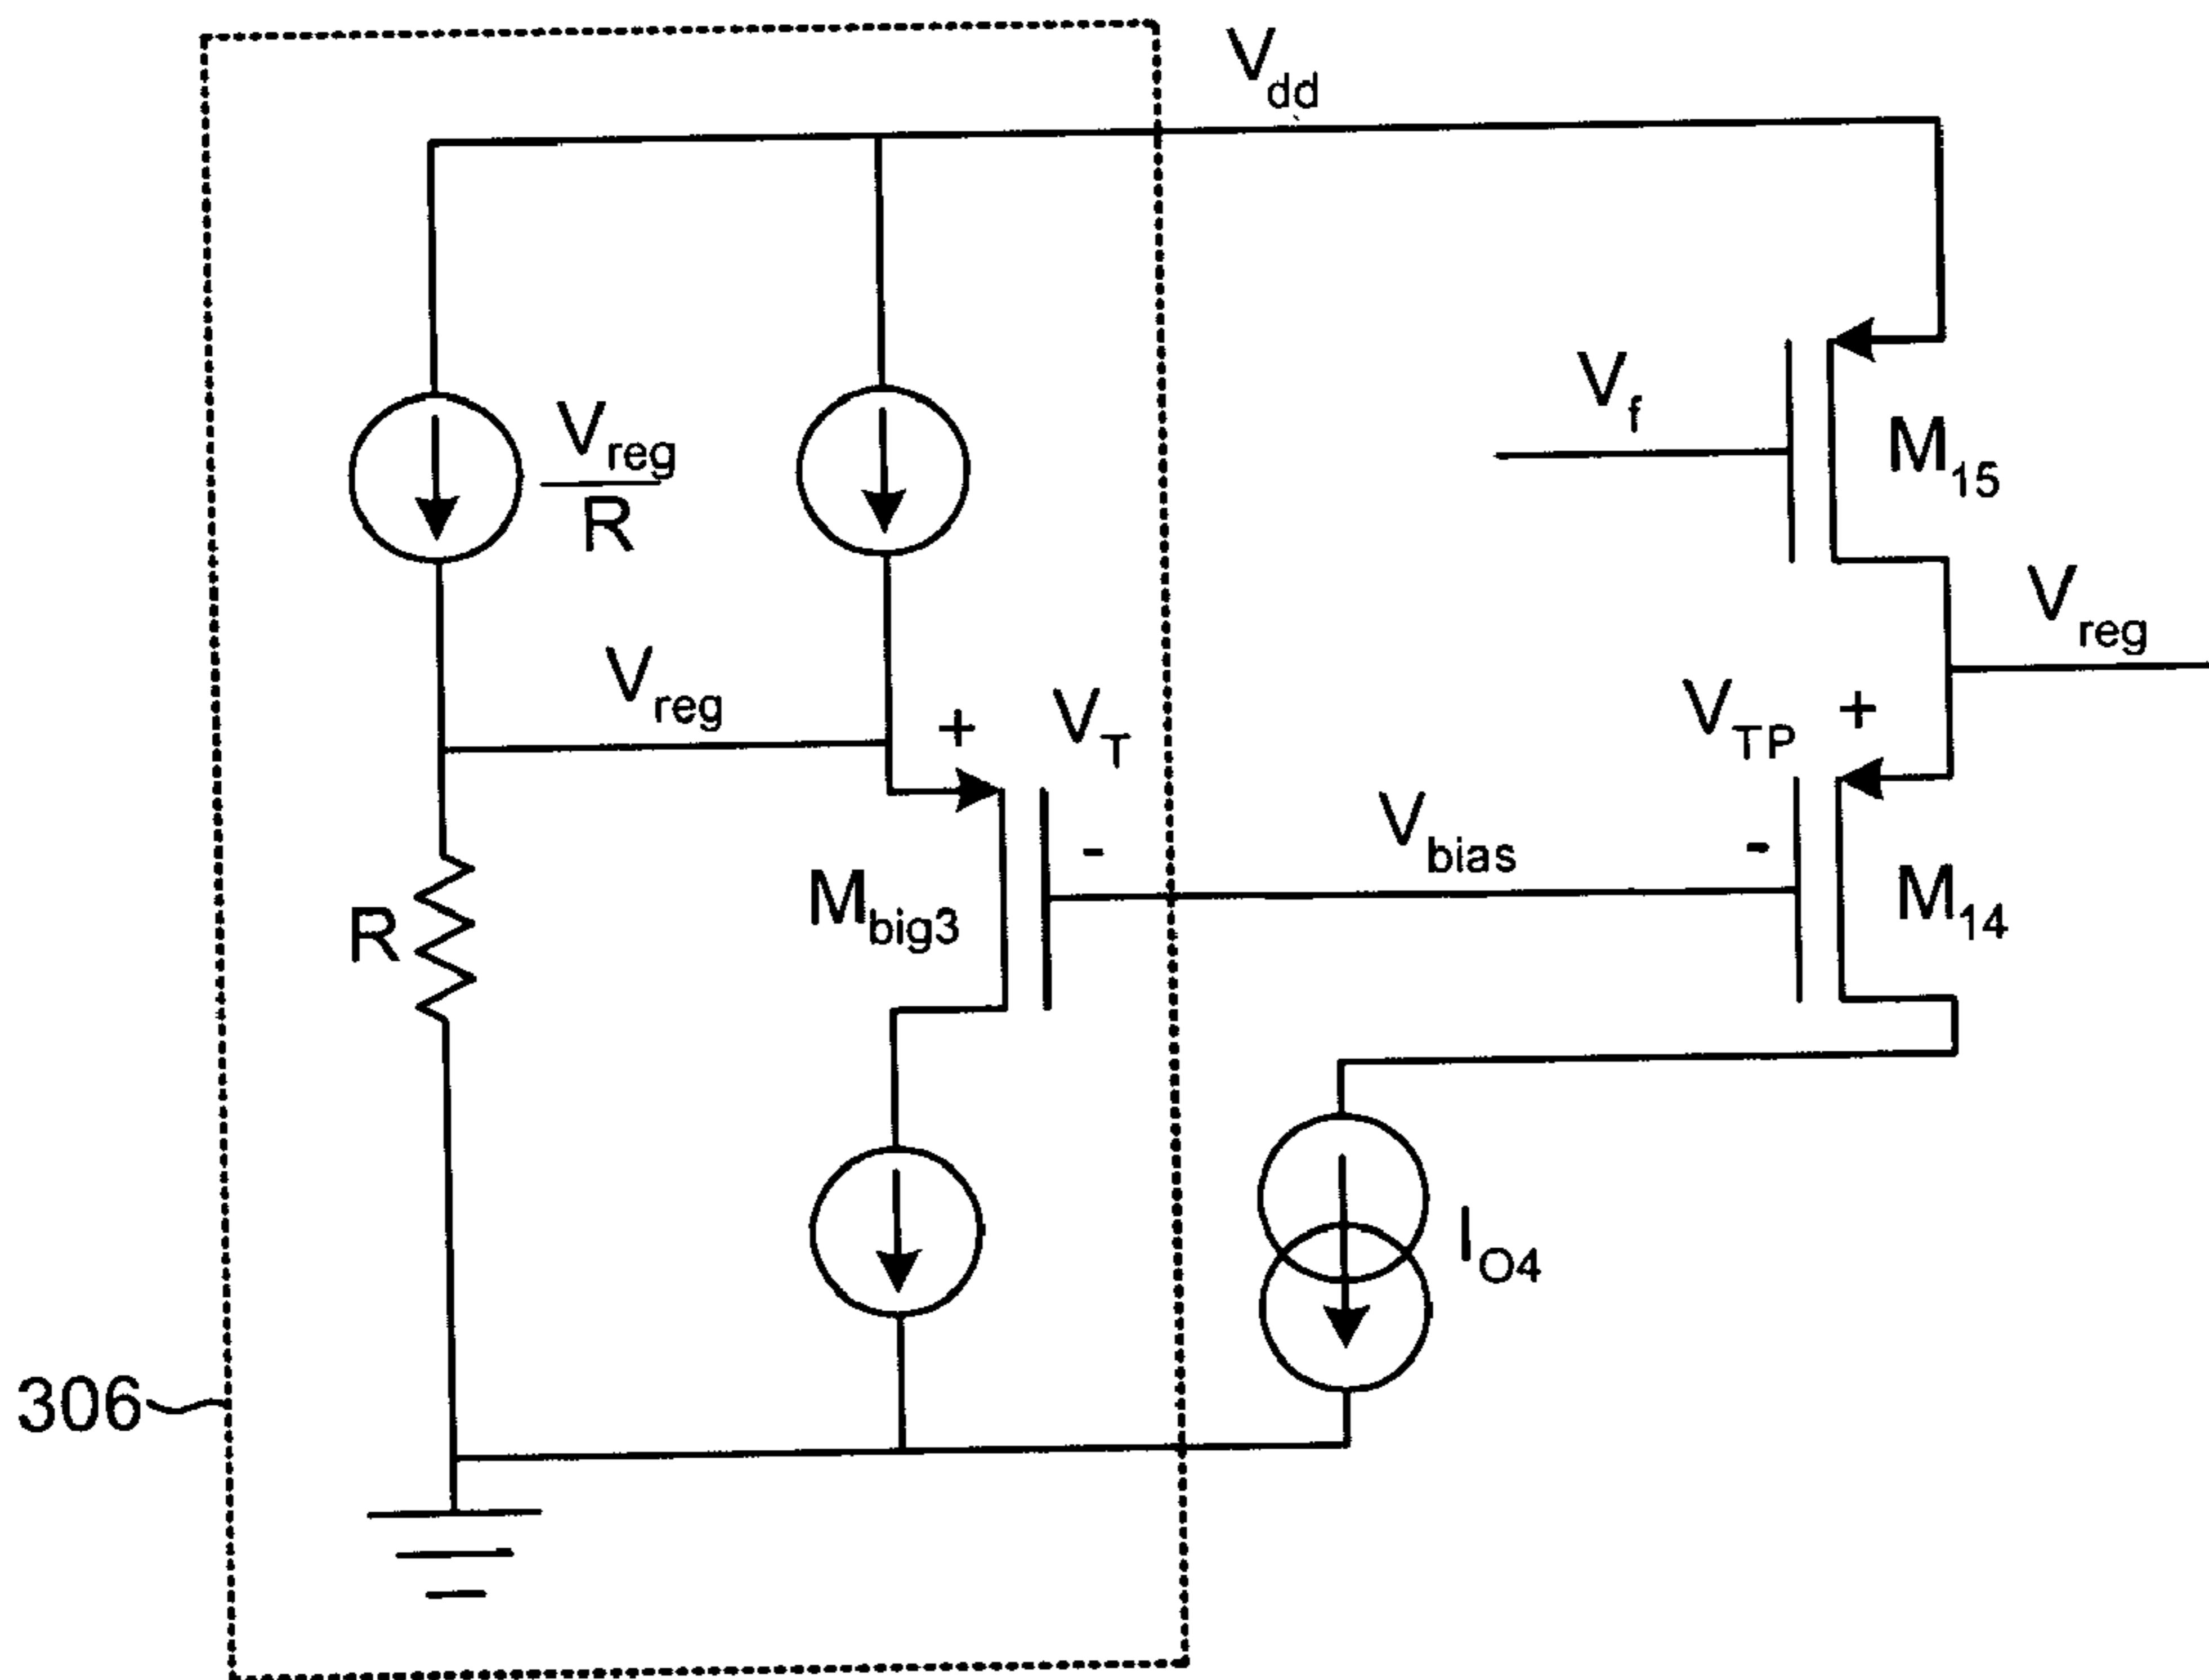 Vdd
Vreg
R
Vf
M15
Vreg
Vreg
+
VT
VTP
+
Vbias
-
-
Mbig3
M14
R
IO4
306